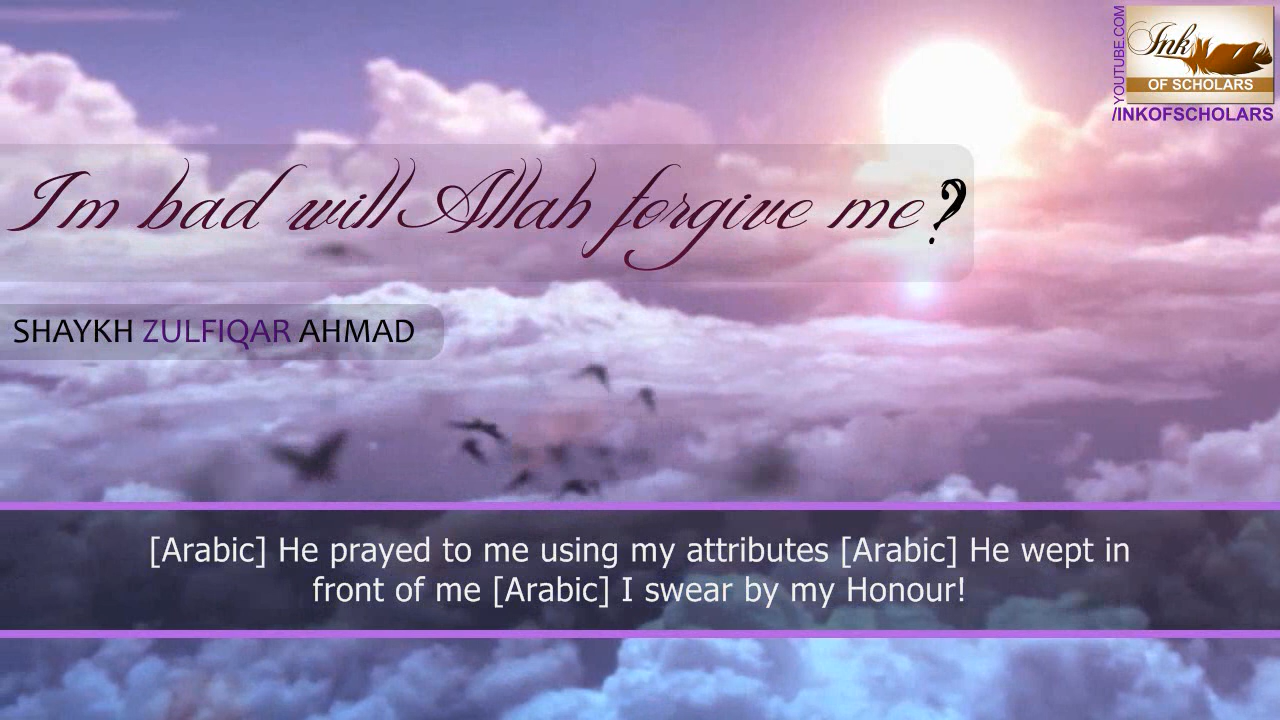 Ink
OF SCHOLARS
YOUTUBE.COM
/INKOFSCHOLARS
Im bad will Allah forgive me?
SHAYKH ZULFIQAR AHMAD
[Arabic] He prayed to me using my attributes [Arabic] He wept in
front of me [Arabic] I swear by my Honour!